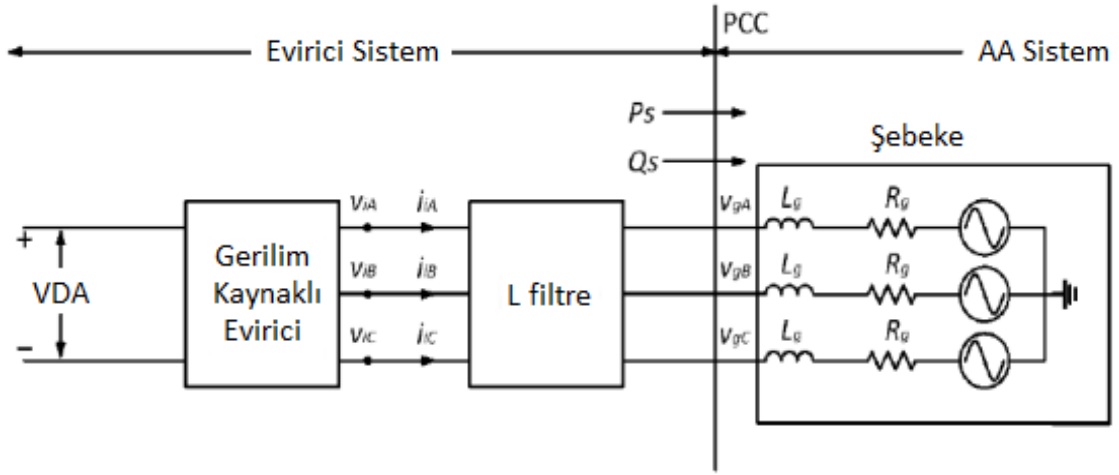 PCC
Evirici Sistem
AA Sistem
Ps
Qs
Şebeke
viA
iiA
vgA
Lg
Rg
+
VDA
−
Gerilim
Kaynaklı
Evirici
viB
iiB
L filtre
vgB
Lg
Rg
viC
iiC
vgC
Lg
Rg